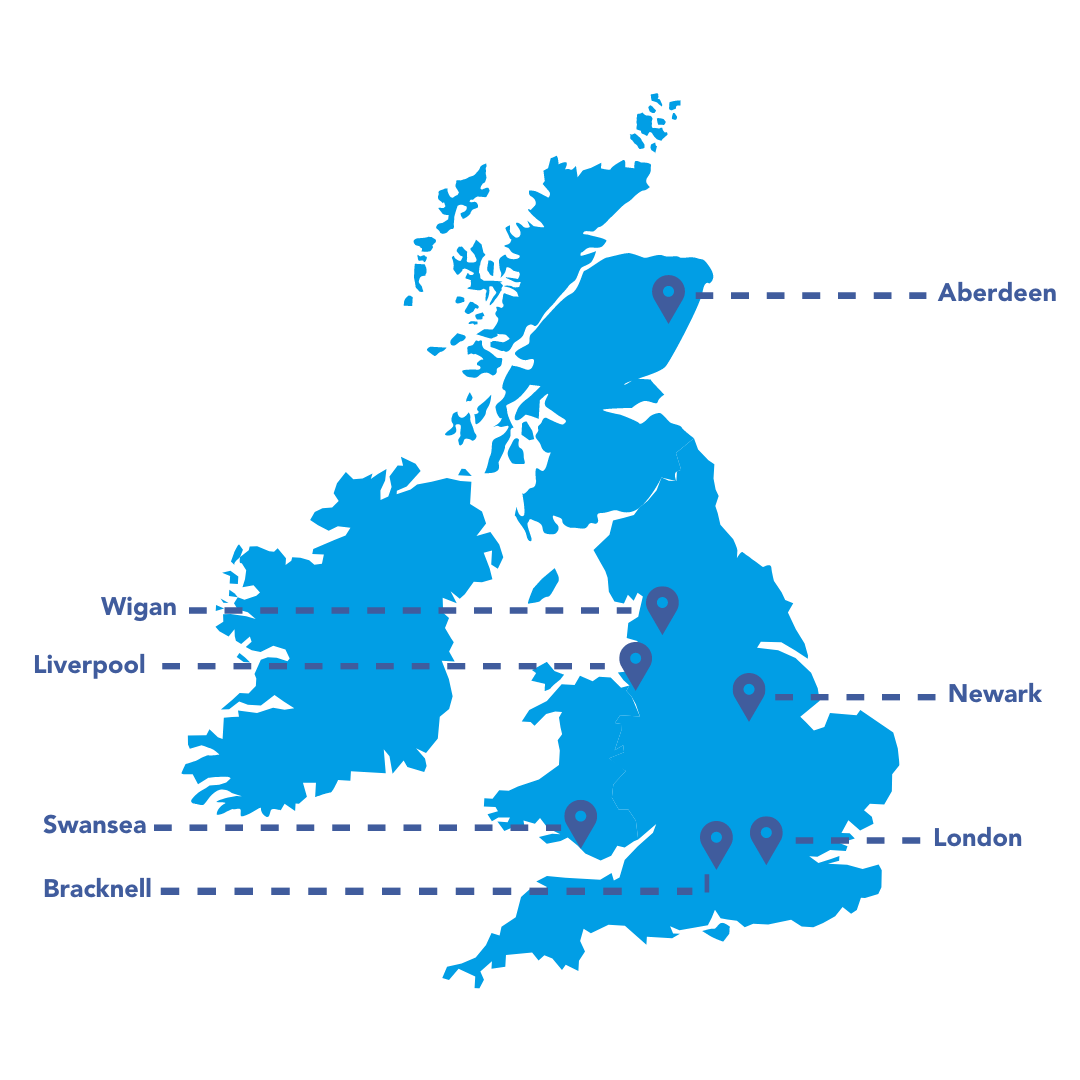 Aberdeen
Wigan
Liverpool
Newark
Swansea
London
Bracknell